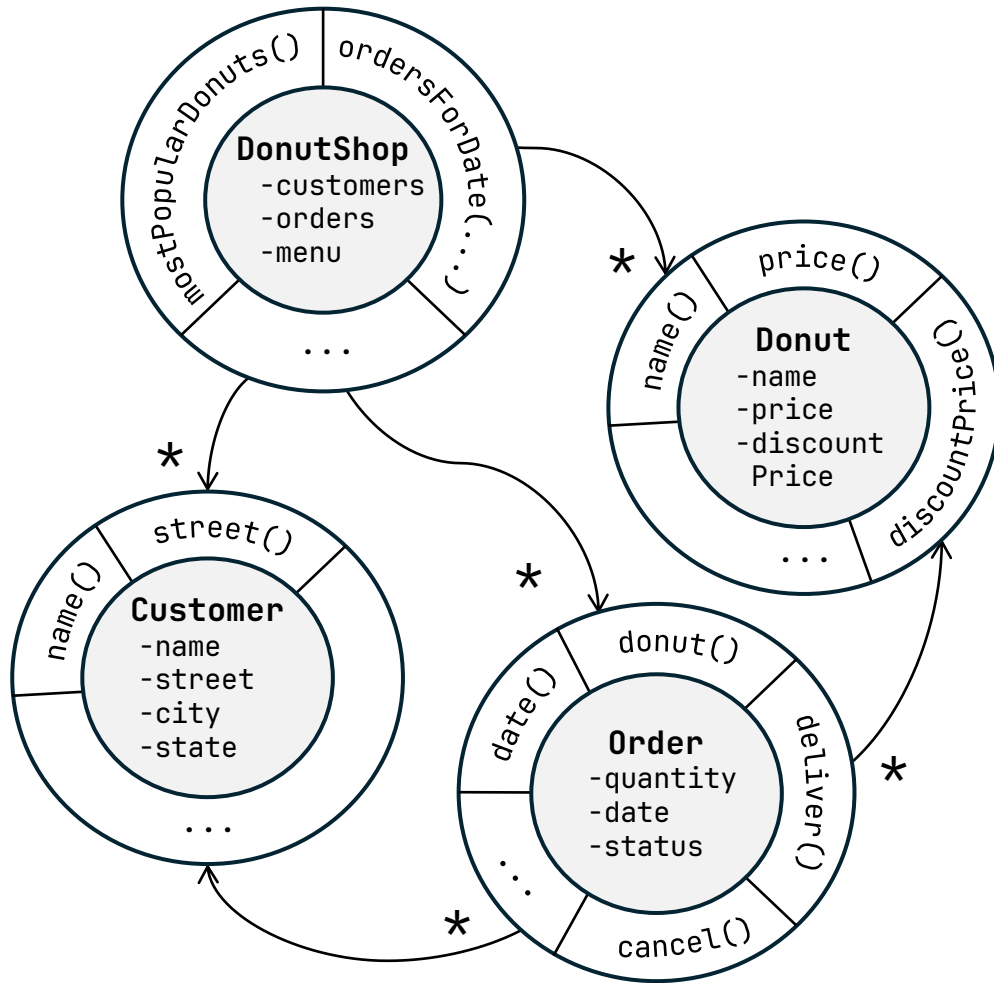 mostPopularDonuts()
ordersForDate(...)
DonutShop
-customers
-orders
-menu
...
*
*
*
name()
price()
discountPrice()
Donut
-name
-price
-discount
Price
...
name()
street()
Customer
-name
-street
-city
-state
...
date()
donut()
deliver()
cancel()
...
Order
-quantity
-date
-status
*
*